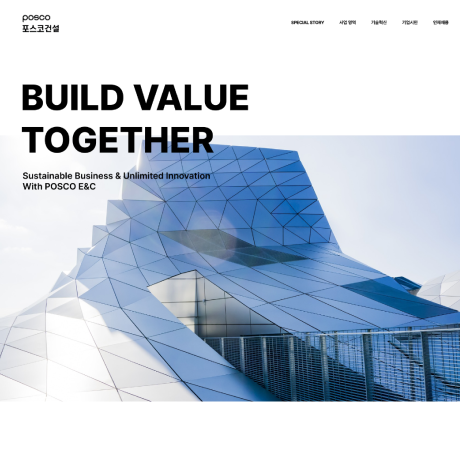 posco
포스코건설
SPECIAL STORY 사업 영역 기술혁신 기업시민 인재채용
BUILD VALUE
TOGETHER
Sustainable Business & Unlimited Innovation
With POSCO E&C